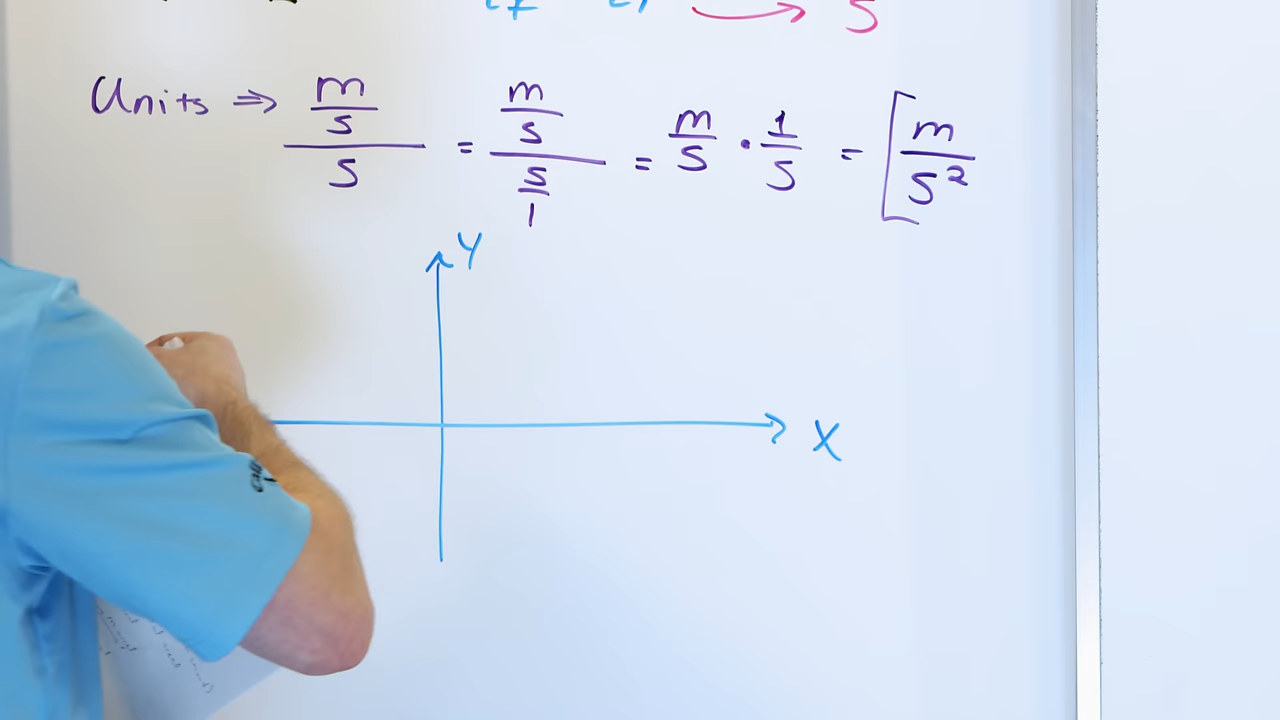 S
Units ⇒ m/s / s = m/s / s/1 = m/s · 1/s = [ m/s²
Y
X